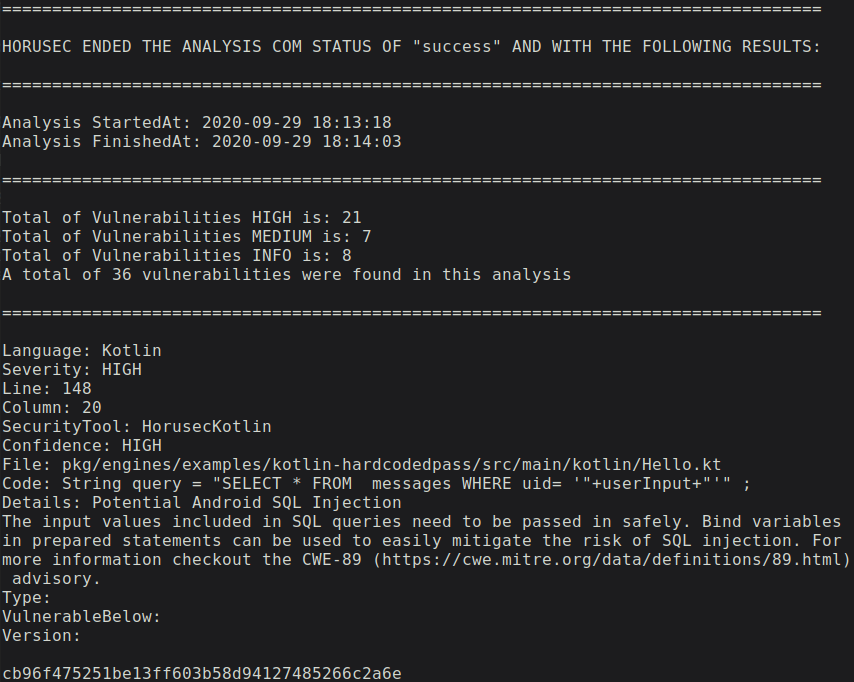 ==================================================================================
HORUSEC ENDED THE ANALYSIS COM STATUS OF "success" AND WITH THE FOLLOWING RESULTS:
==================================================================================
Analysis StartedAt: 2020-09-29 18:13:18
Analysis FinishedAt: 2020-09-29 18:14:03
==================================================================================
Total of Vulnerabilities HIGH is: 21
Total of Vulnerabilities MEDIUM is: 7
Total of Vulnerabilities INFO is: 8
A total of 36 vulnerabilities were found in this analysis
==================================================================================
Language: Kotlin
Severity: HIGH
Line: 148
Column: 20
SecurityTool: HorusecKotlin
Confidence: HIGH
File: pkg/engines/examples/kotlin-hardcodedpass/src/main/kotlin/Hello.kt
Code: String query = "SELECT * FROM  messages WHERE uid= '"+userInput+"'" ;
Details: Potential Android SQL Injection
The input values included in SQL queries need to be passed in safely. Bind variables
in prepared statements can be used to easily mitigate the risk of SQL injection. For
more information checkout the CWE-89 (https://cwe.mitre.org/data/definitions/89.html)
 advisory.
Type:
VulnerableBelow:
Version:
cb96f475251be13ff603b58d94127485266c2a6e